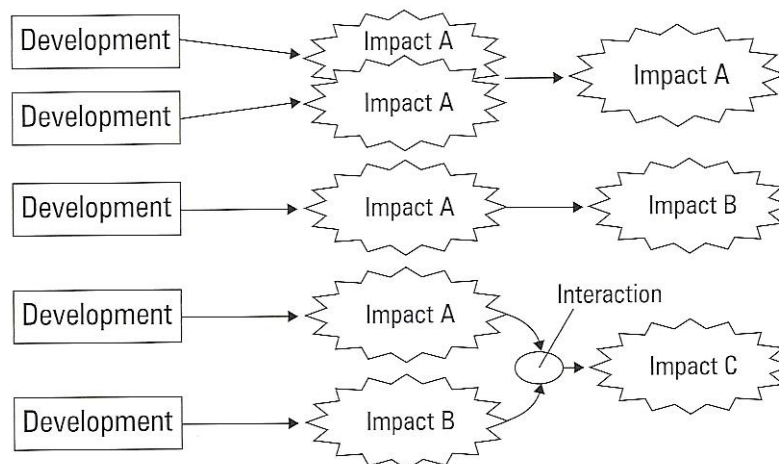 Development
Impact A
Impact A
Development
Impact A
Development
Impact A
Impact B
Development
Impact A
Interaction
Impact C
Development
Impact B